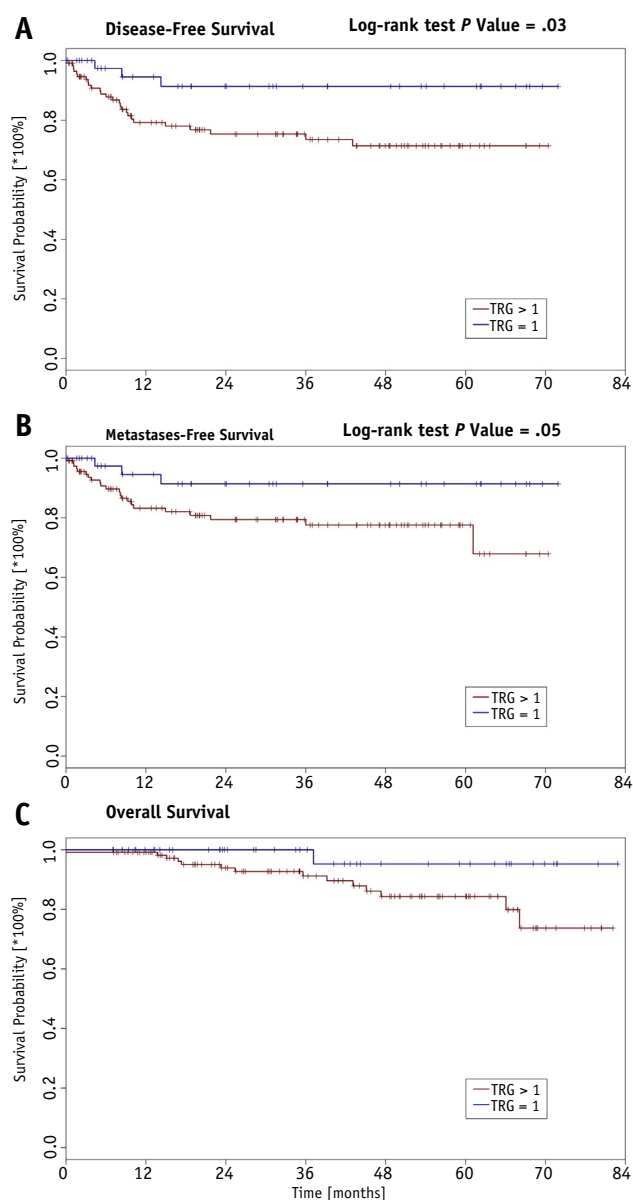 A
Disease-Free Survival
Log-rank test P Value = .03
Survival Probability [*100%]
1.0
0.8
0.6
0.4
0.2
0.0
TRG > 1
TRG = 1
0 12 24 36 48 60 70 84
B
Metastases-Free Survival
Log-rank test P Value = .05
Survival Probability [*100%]
1.0
0.8
0.6
0.4
0.2
0.0
TRG > 1
TRG = 1
0 12 24 36 48 60 70 84
C
Overall Survival
Survival Probability [*100%]
1.0
0.8
0.6
0.4
0.2
0.0
TRG > 1
TRG = 1
0 12 24 36 48 60 70 84
Time [months]